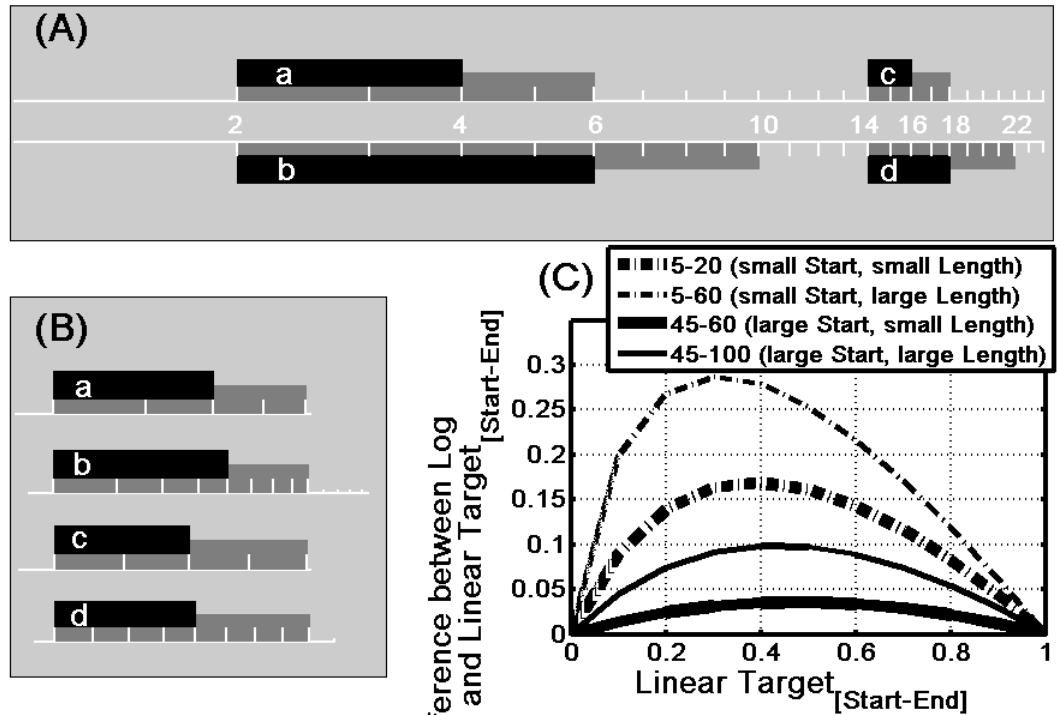 (A)
a
c
2 4 6 10 14 16 18 22
b
d
(B)
a
b
c
d
(C)
5-20 (small Start, small Length)
5-60 (small Start, large Length)
45-60 (large Start, small Length)
45-100 (large Start, large Length)
0.3
0.25
0.2
0.15
0.1
0.05
0
0 0.2 0.4 0.6 0.8 1
between Log
and Linear Target[Start-End]
Linear Target[Start-End]